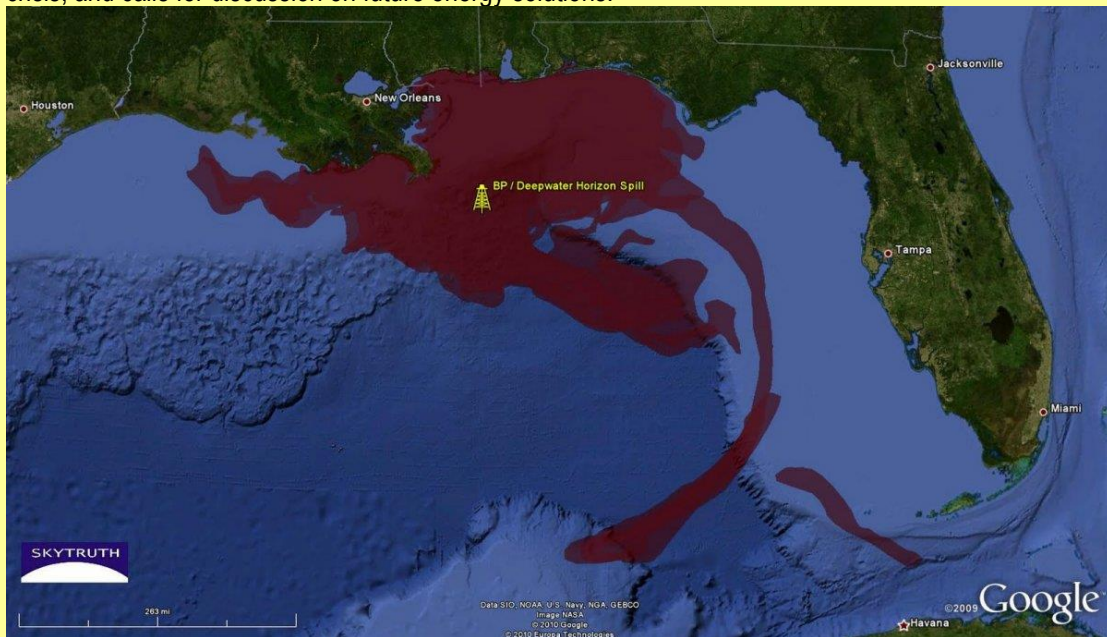 crisis, and calls for discussion on future energy solutions.
Jacksonville
Houston
New Orleans
BP / Deepwater Horizon Spill
Tampa
Miami
SKYTRUTH
263 mi
Data SIO, NOAA, U.S. Navy, NGA, GEBCO
Image NASA
© 2010 Google
© 2010 Europa Technologies
©2009 Google
Havana